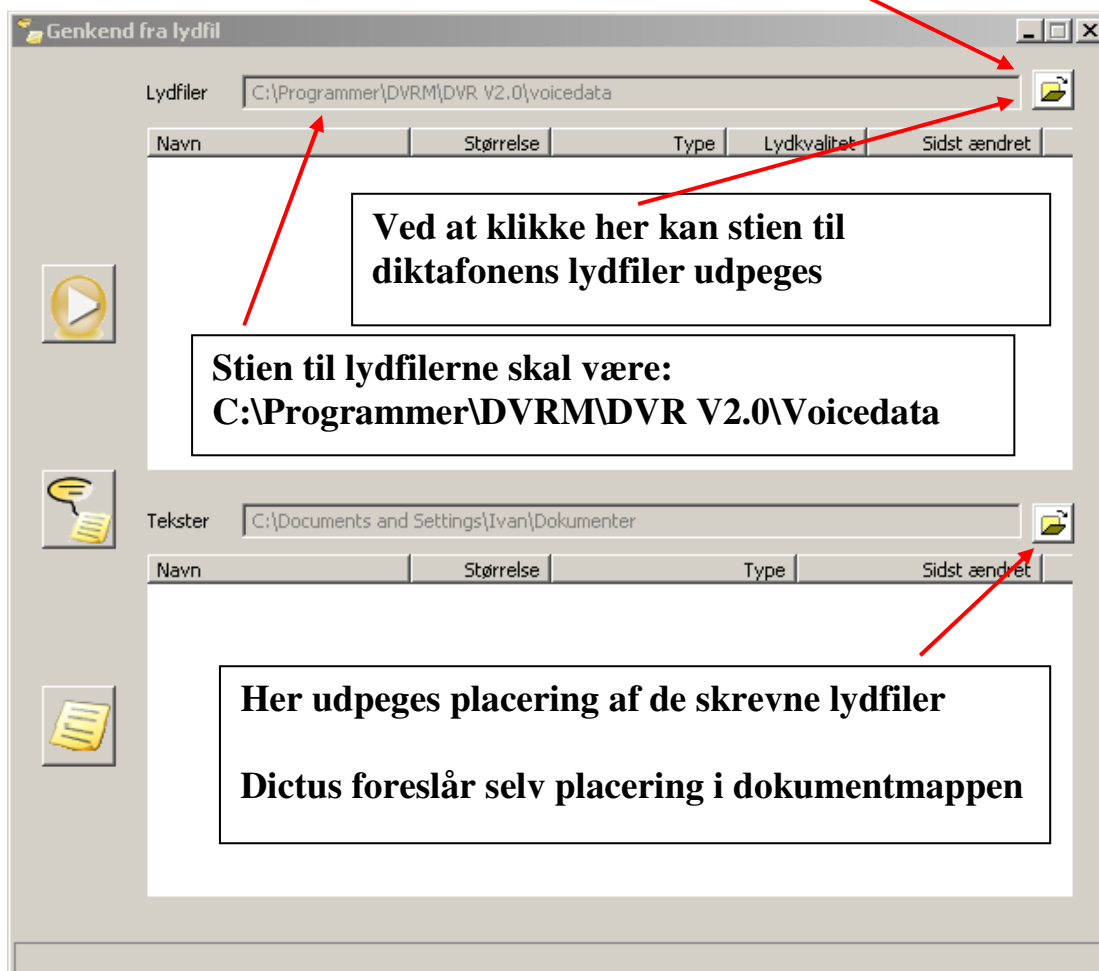 Genkend fra lydfil
Lydfiler C:\Programmer\DVRM\DVR V2.0\voicedata
Navn Størrelse Type Lydkvalitet Sidst ændret
Ved at klikke her kan stien til
diktafonens lydfiler udpeges
Stien til lydfilerne skal være:
C:\Programmer\DVRM\DVR V2.0\Voicedata
Tekster C:\Documents and Settings\Ivan\Dokumenter
Navn Størrelse Type Sidst ændret
Her udpeges placering af de skrevne lydfiler
Dictus foreslår selv placering i dokumentmappen